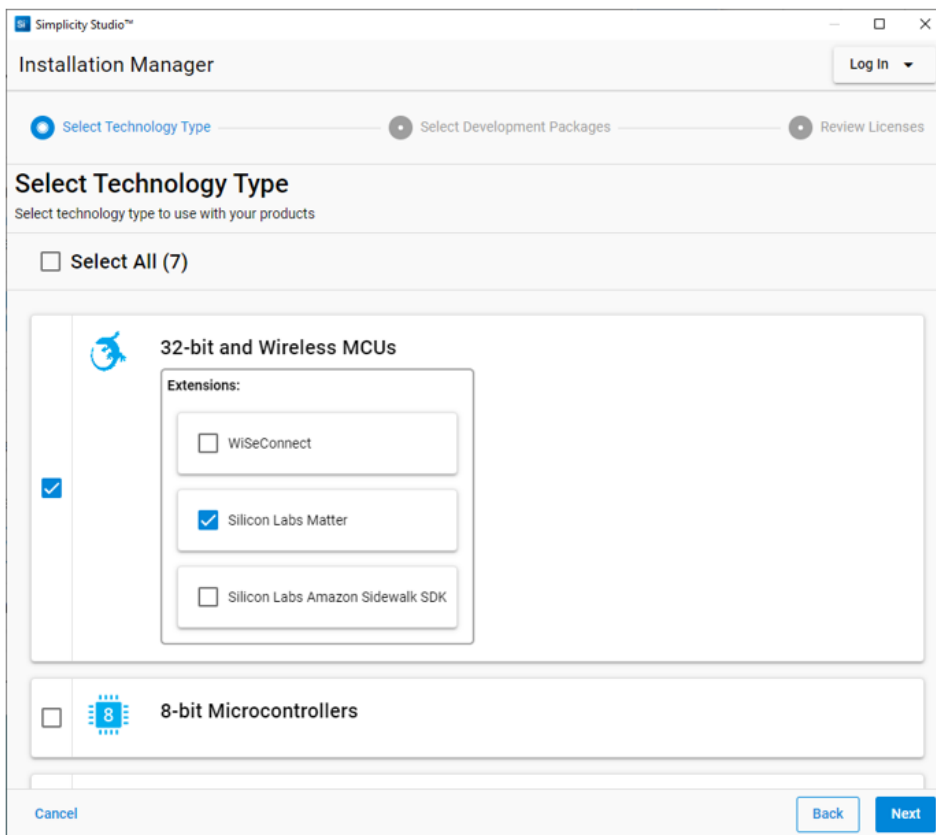 Si Simplicity Studio™
Installation Manager
Log In
Select Technology Type
Select Development Packages
Review Licenses
Select Technology Type
Select technology type to use with your products
Select All (7)
32-bit and Wireless MCUs
Extensions:
WiSeConnect
Silicon Labs Matter
Silicon Labs Amazon Sidewalk SDK
8
8-bit Microcontrollers
Cancel
Back
Next